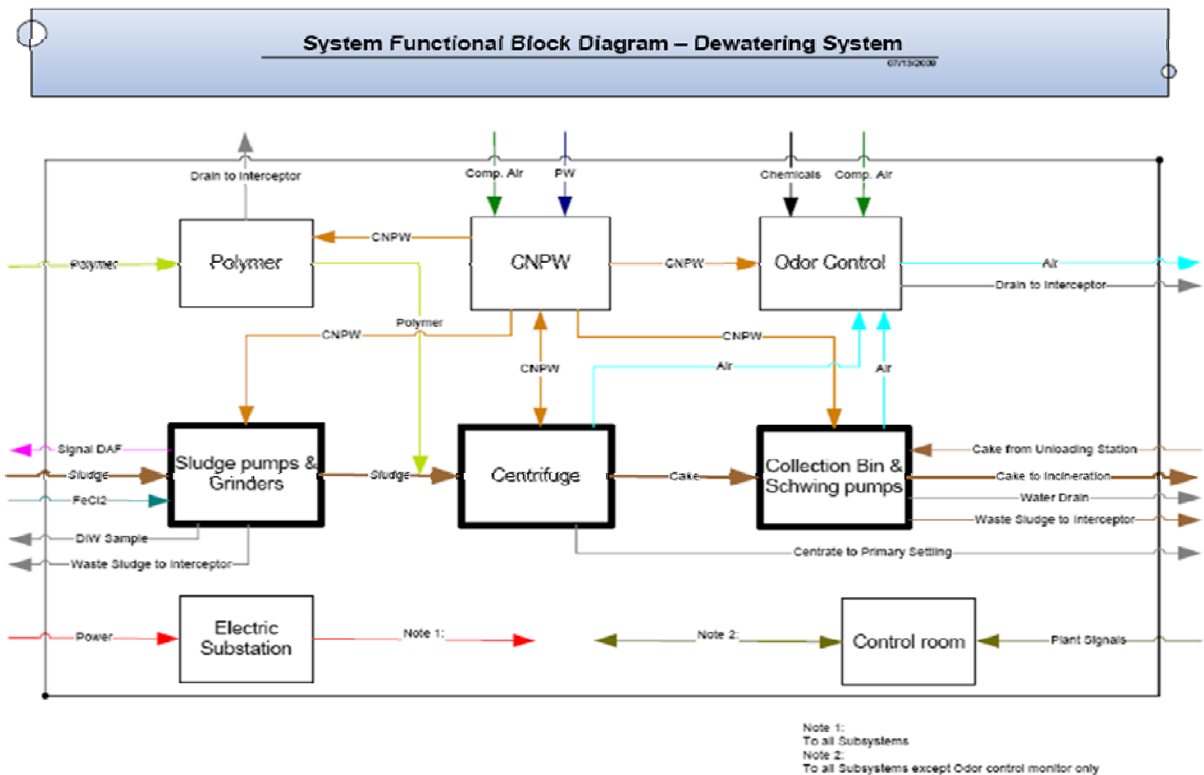 System Functional Block Diagram – Dewatering System
07/13/2009
Drain to Interceptor
Comp. Air
PW
Chemicals
Comp. Air
Polymer
Polymer
CNPW
CNPW
CNPW
Odor Control
Air
Drain to Interceptor
CNPW
Polymer
CNPW
CNPW
Air
Air
Signal DAF
Sludge
FeCl2
Sludge pumps &
Grinders
Sludge
Centrifuge
Cake
Collection Bin &
Schwing pumps
Cake from Unloading Station
Cake to Incineration
Water Drain
Waste Sludge to Interceptor
DIW Sample
Waste Sludge to Interceptor
Centrate to Primary Settling
Power
Electric
Substation
Note 1:
Note 2:
Control room
Plant Signals
Note 1:
To all Subsystems
Note 2:
To all Subsystems except Odor control monitor only